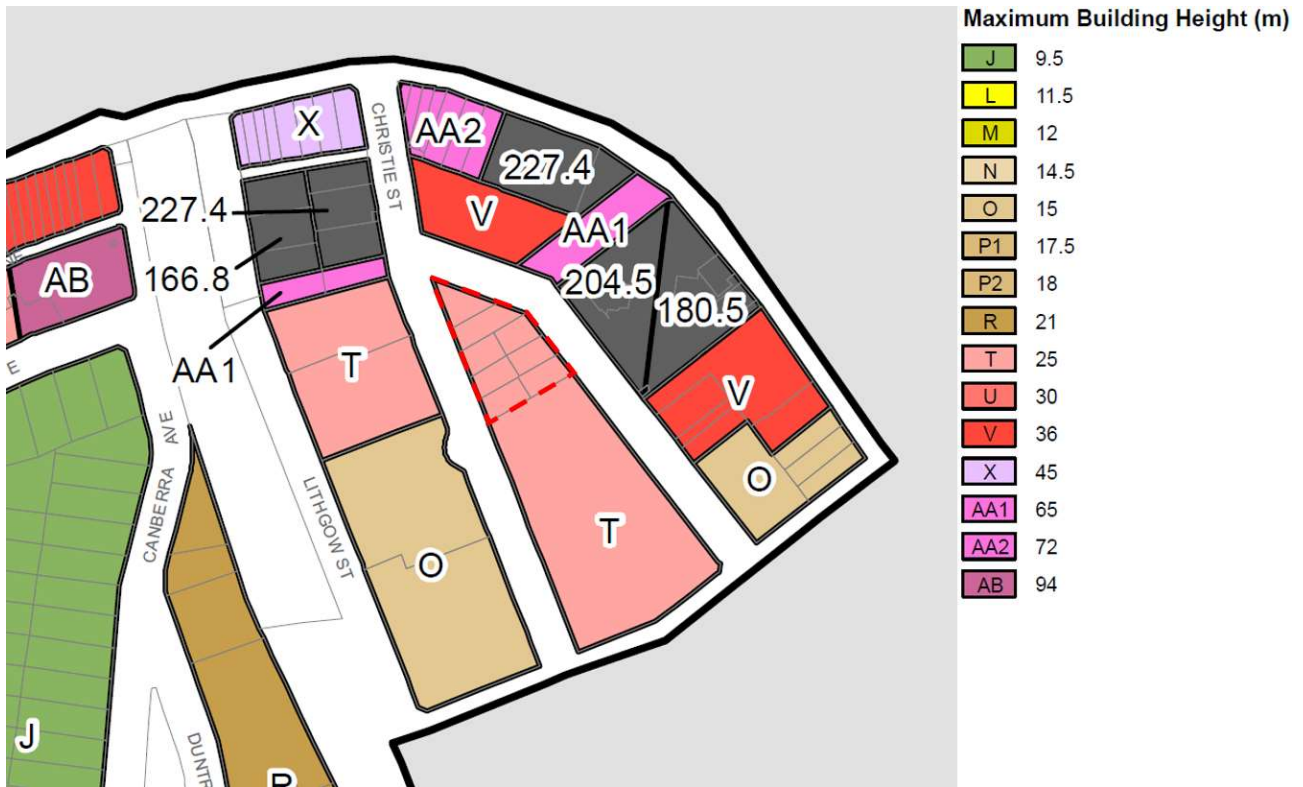 Maximum Building Height (m)
J 9.5
L 11.5
M 12
N 14.5
O 15
P1 17.5
P2 18
R 21
T 25
U 30
V 36
X 45
AA1 65
AA2 72
AB 94
X
CHRISTIE ST
AA2
227.4
227.4
V
AA1
AB
166.8
204.5
180.5
AA1
T
V
E
CANBERRA AVE
LITHGOW ST
O
T
O
J
DUNTR
R